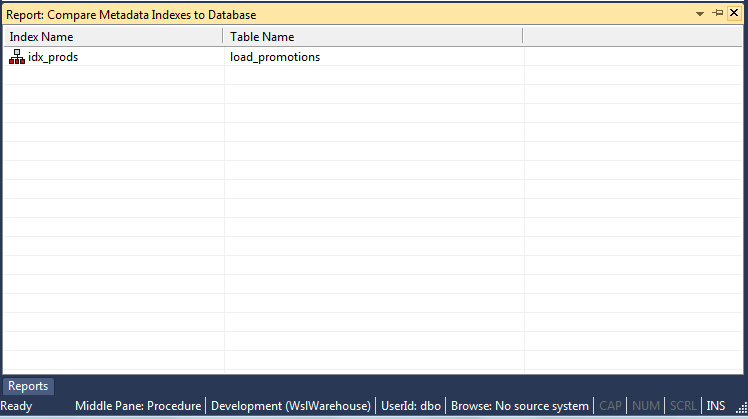 Report: Compare Metadata Indexes to Database
Index Name Table Name
idx_prods load_promotions
Reports
Ready Middle Pane: Procedure Development (WslWarehouse) UserId: dbo Browse: No source system CAP NUM SCRL INS